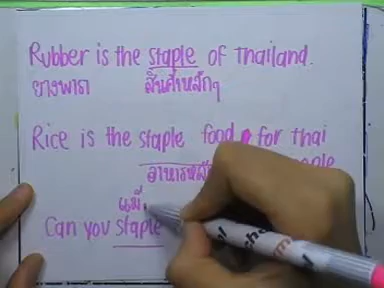 Rubber is the staple of Thailand.
ยางพารา สินค้าหลักๆ
Rice is the staple food for thai
อาหารหลัก
Can you staple